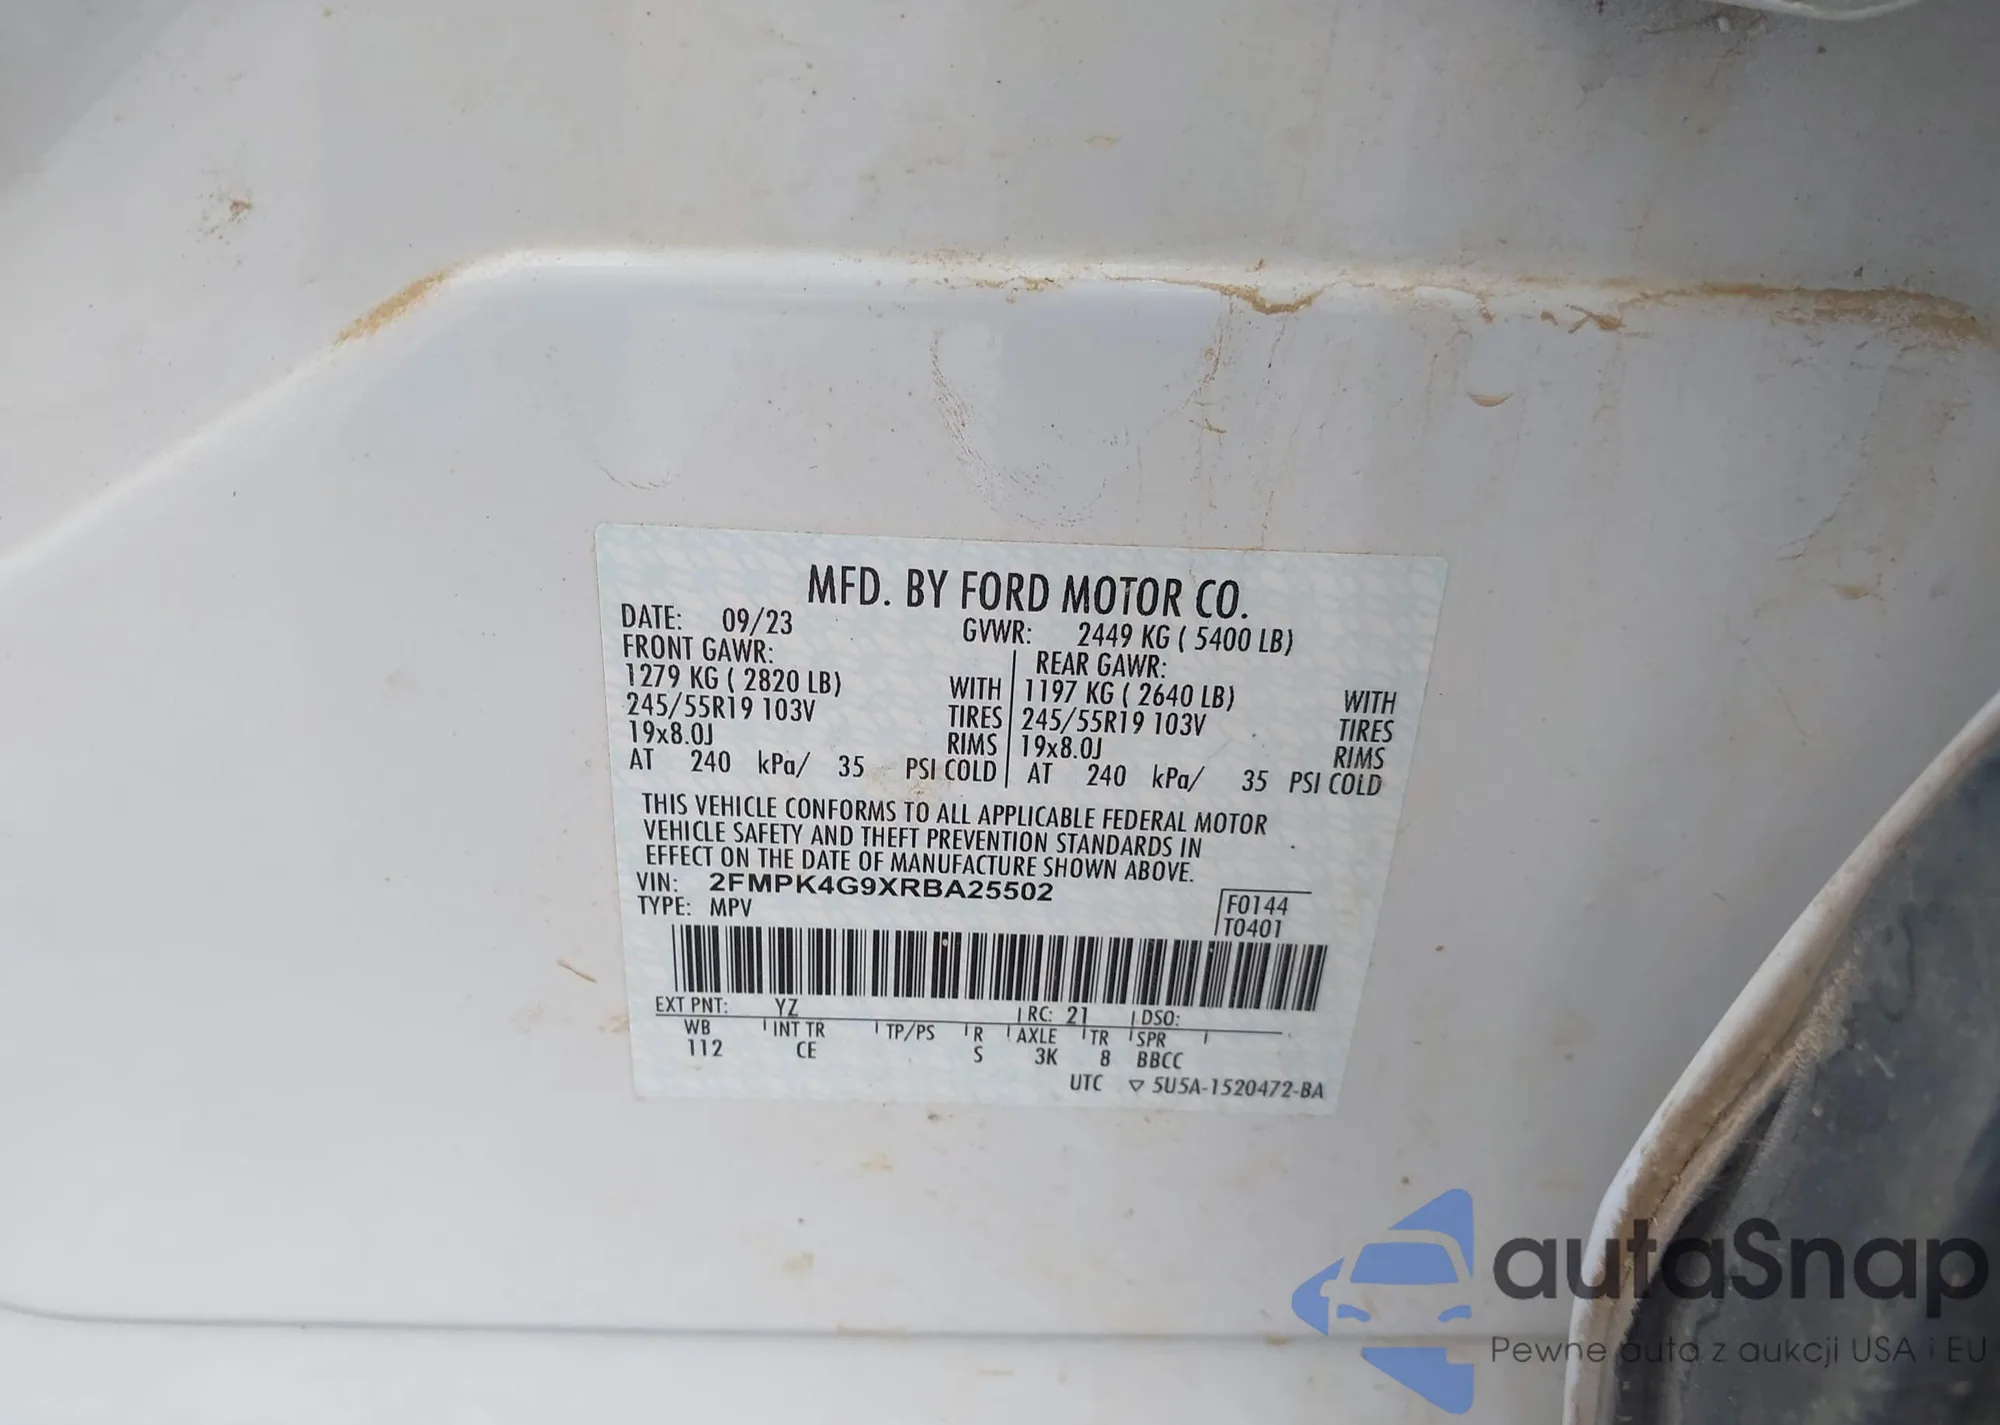 MFD. BY FORD MOTOR CO.
DATE: 09/23 GVWR: 2449 KG ( 5400 LB)
FRONT GAWR: REAR GAWR:
1279 KG ( 2820 LB) WITH 1197 KG ( 2640 LB) WITH
245/55R19 103V TIRES 245/55R19 103V TIRES
19x8.0J RIMS 19x8.0J RIMS
AT 240 kPa/ 35 PSI COLD AT 240 kPa/ 35 PSI COLD
THIS VEHICLE CONFORMS TO ALL APPLICABLE FEDERAL MOTOR
VEHICLE SAFETY AND THEFT PREVENTION STANDARDS IN
EFFECT ON THE DATE OF MANUFACTURE SHOWN ABOVE.
VIN: 2FMPK4G9XRBA25502
TYPE: MPV F0144
T0401
EXT PNT: YZ RC: 21 DSO:
WB INT TR TP/PS R AXLE TR SPR
112 CE S 3K 8 BBCC
UTC ▽ 5U5A-1520472-BA
autaSnap
Pewne auta z aukcji USA i EU